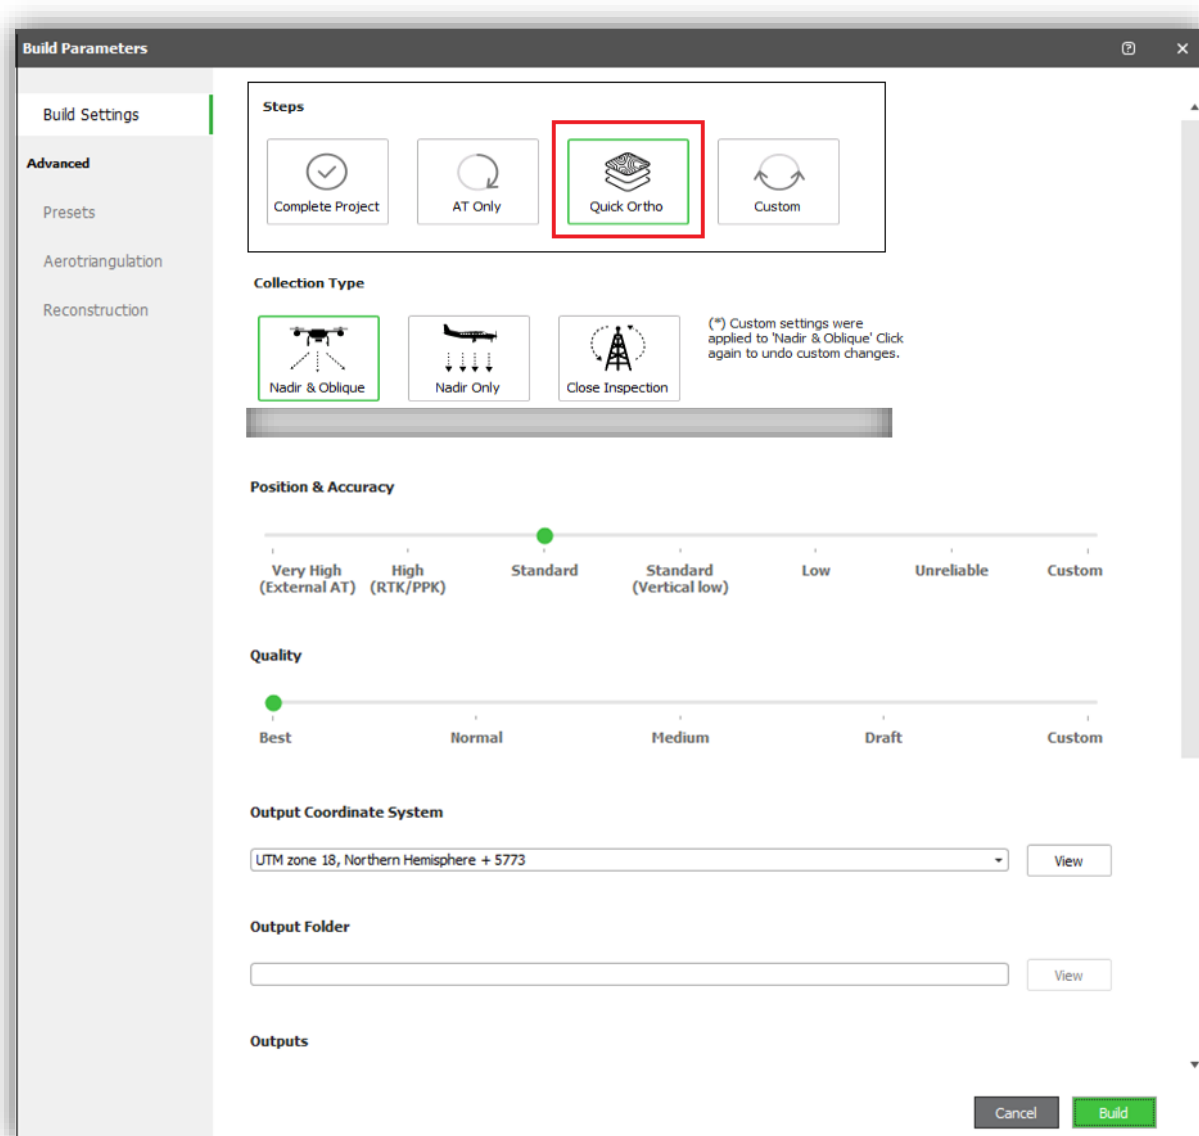 Build Parameters
Build Settings
Advanced
Presets
Aerotriangulation
Reconstruction
Steps
Complete Project
AT Only
Quick Ortho
Custom
Collection Type
Nadir & Oblique
Nadir Only
Close Inspection
(*) Custom settings were
applied to 'Nadir & Oblique' Click
again to undo custom changes.
Position & Accuracy
Very High
(External AT)
High
(RTK/PPK)
Standard
Standard
(Vertical low)
Low
Unreliable
Custom
Quality
Best
Normal
Medium
Draft
Custom
Output Coordinate System
UTM zone 18, Northern Hemisphere + 5773
View
Output Folder
View
Outputs
Cancel
Build